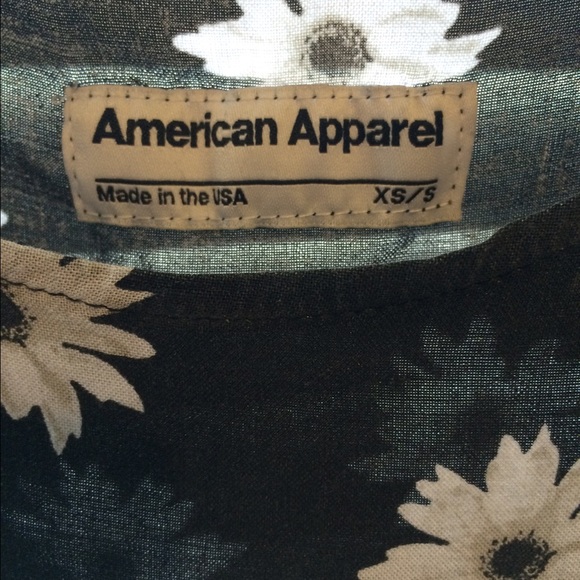 American Apparel
Made in the USA XS/S